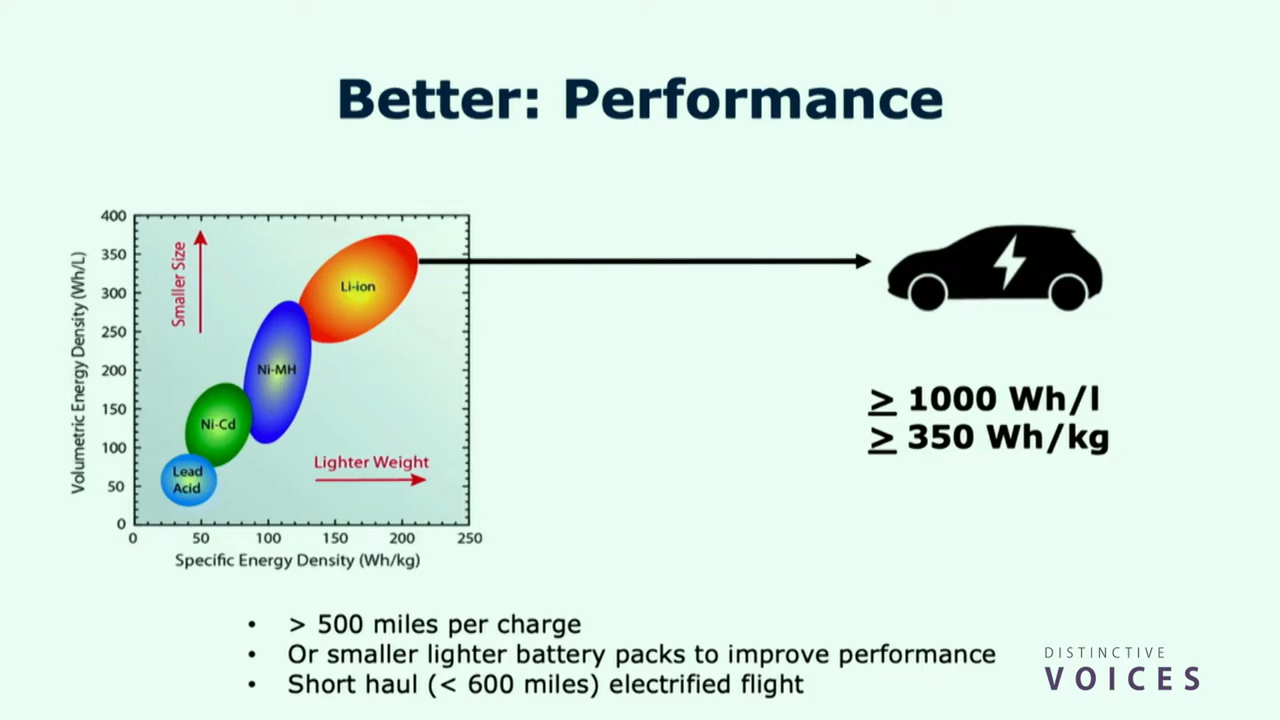 Better: Performance
400
350
300
250
200
150
100
50
0
Volumetric Energy Density (Wh/L)
Smaller Size
Li-ion
Ni-MH
Ni-Cd
Lead
Acid
Lighter Weight
0 50 100 150 200 250
Specific Energy Density (Wh/kg)
≥ 1000 Wh/l
≥ 350 Wh/kg
• > 500 miles per charge
• Or smaller lighter battery packs to improve performance
• Short haul (< 600 miles) electrified flight
DISTINCTIVE
VOICES